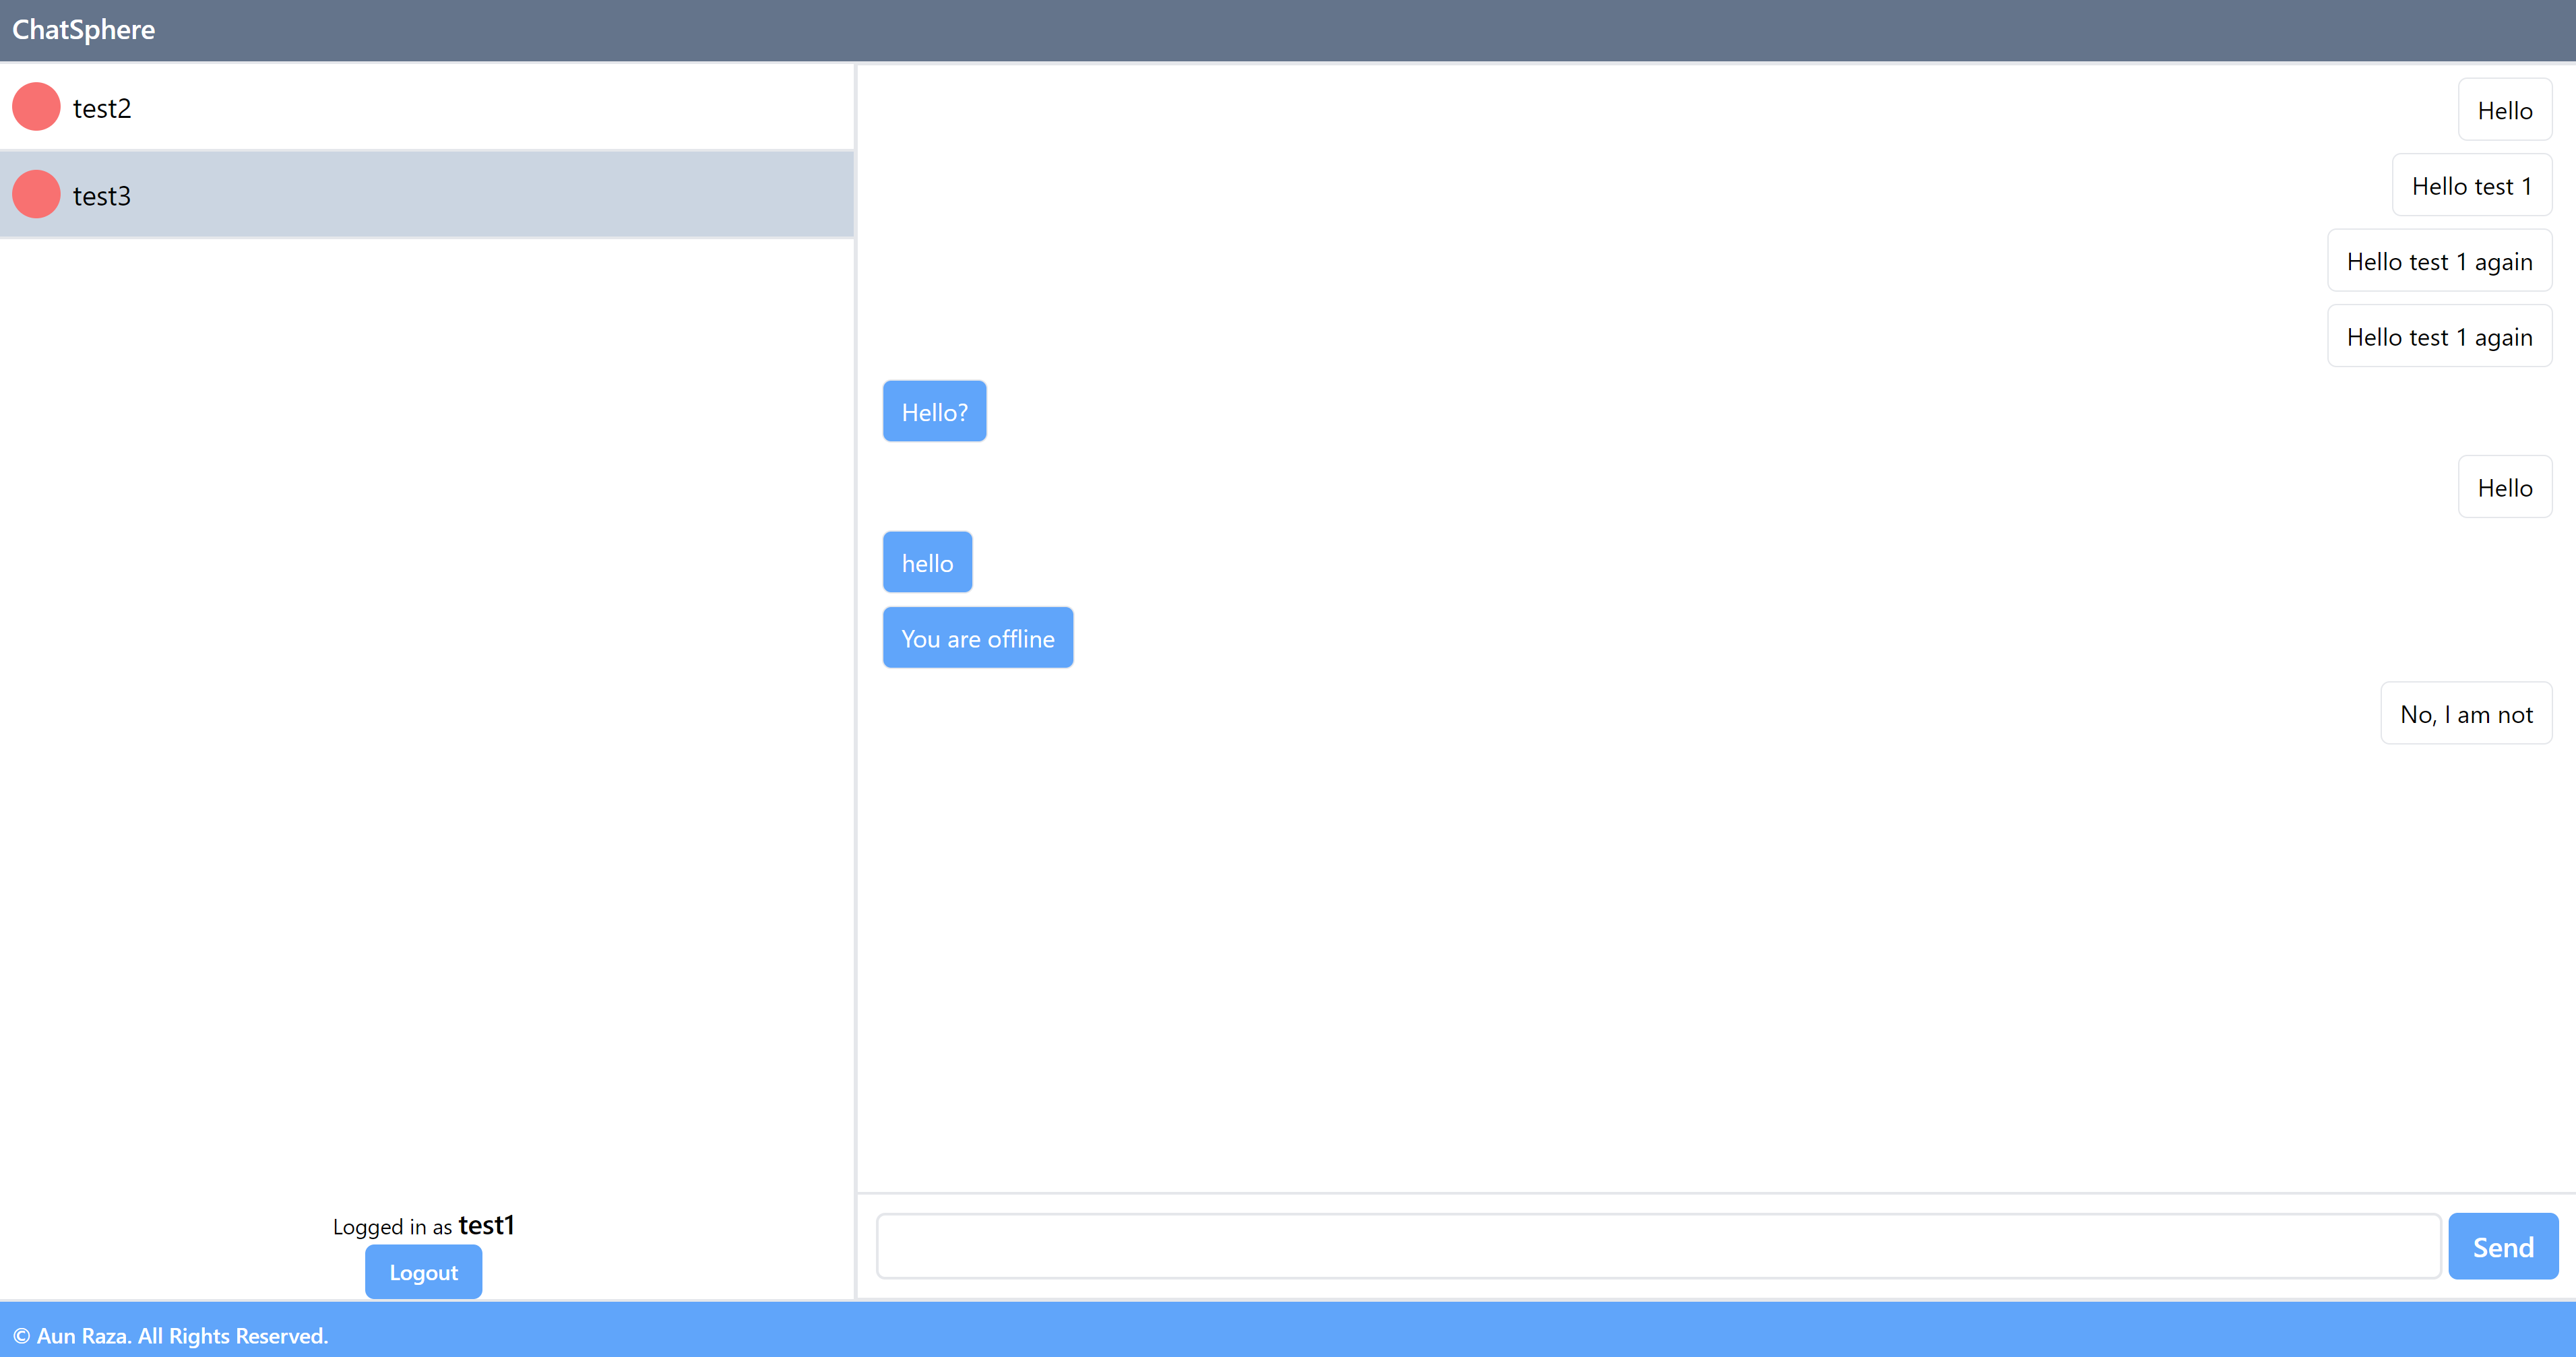 ChatSphere
test2
test3
Hello
Hello test 1
Hello test 1 again
Hello test 1 again
Hello?
Hello
hello
You are offline
No, I am not
Logged in as test1
Logout
Send
© Aun Raza. All Rights Reserved.